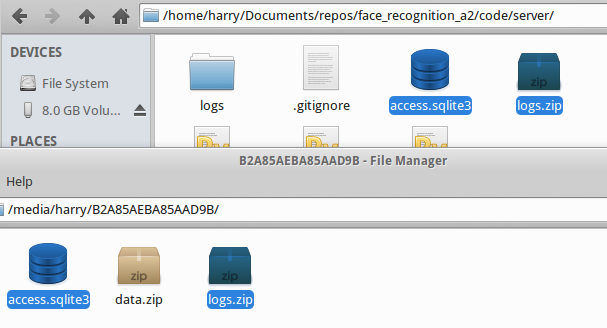 /home/harry/Documents/repos/face_recognition_a2/code/server/
DEVICES
File System
8.0 GB Volu...
PLACES
logs
.gitignore
access.sqlite3
zip
logs.zip
B2A85AEBA85AAD9B - File Manager
Help
/media/harry/B2A85AEBA85AAD9B/
access.sqlite3
zip
data.zip
zip
logs.zip